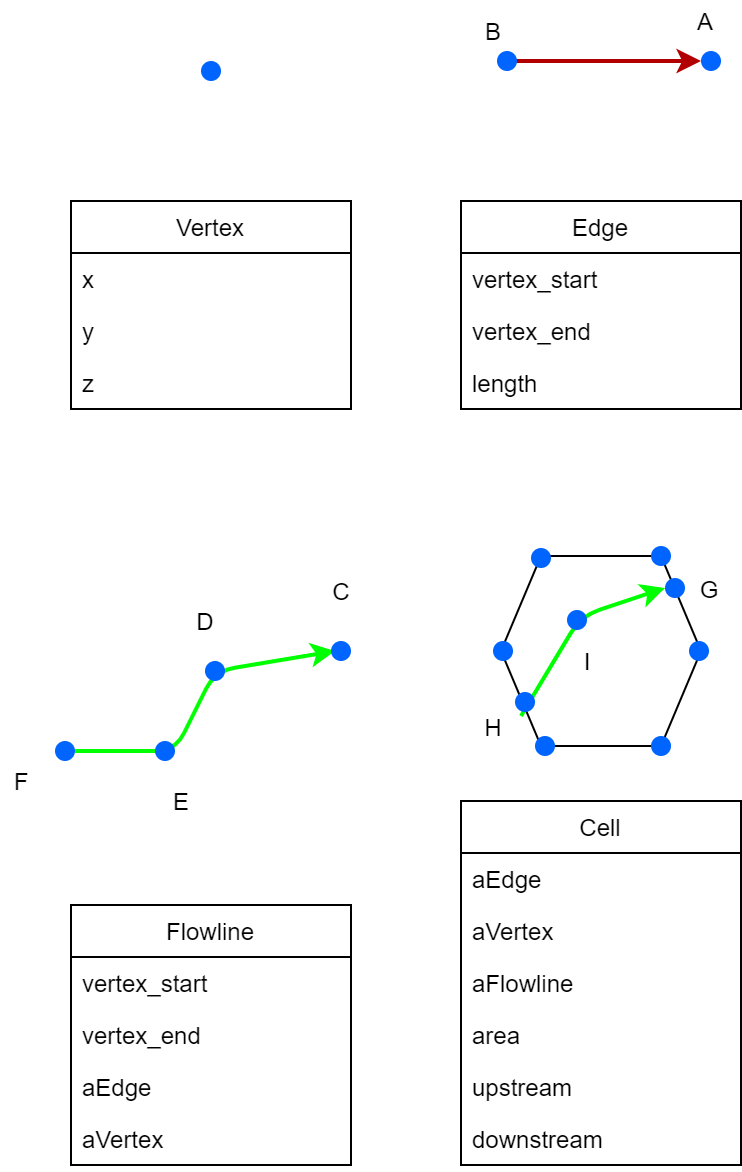 B
A
Vertex
x
y
z
Edge
vertex_start
vertex_end
length
C
D
E
F
G
I
H
Flowline
vertex_start
vertex_end
aEdge
aVertex
Cell
aEdge
aVertex
aFlowline
area
upstream
downstream